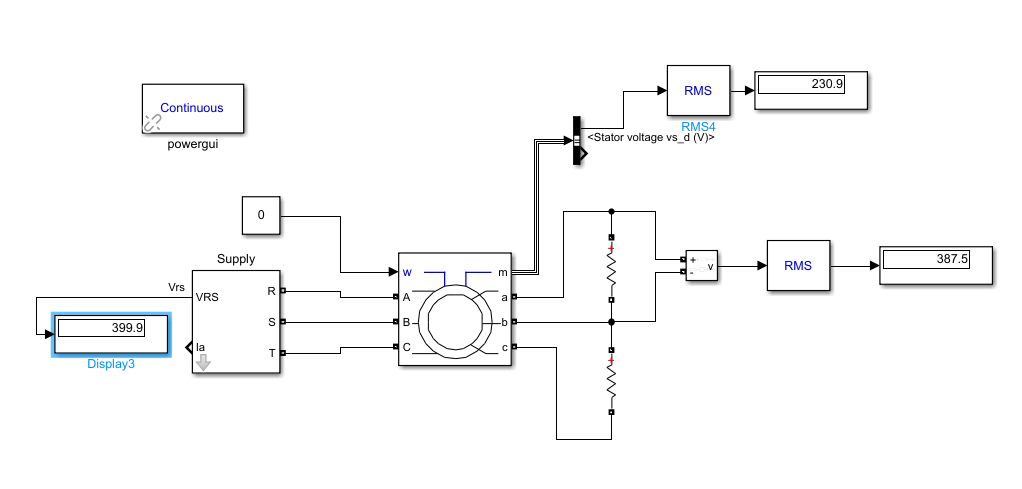 Continuous
powergui
RMS
230.9
RMS4
<Stator voltage vs_d (V)>
0
Supply
Vrs
VRS
Ia
R
S
T
399.9
Display3
w
A
B
C
m
a
b
c
+
+
+
-
v
RMS
387.5